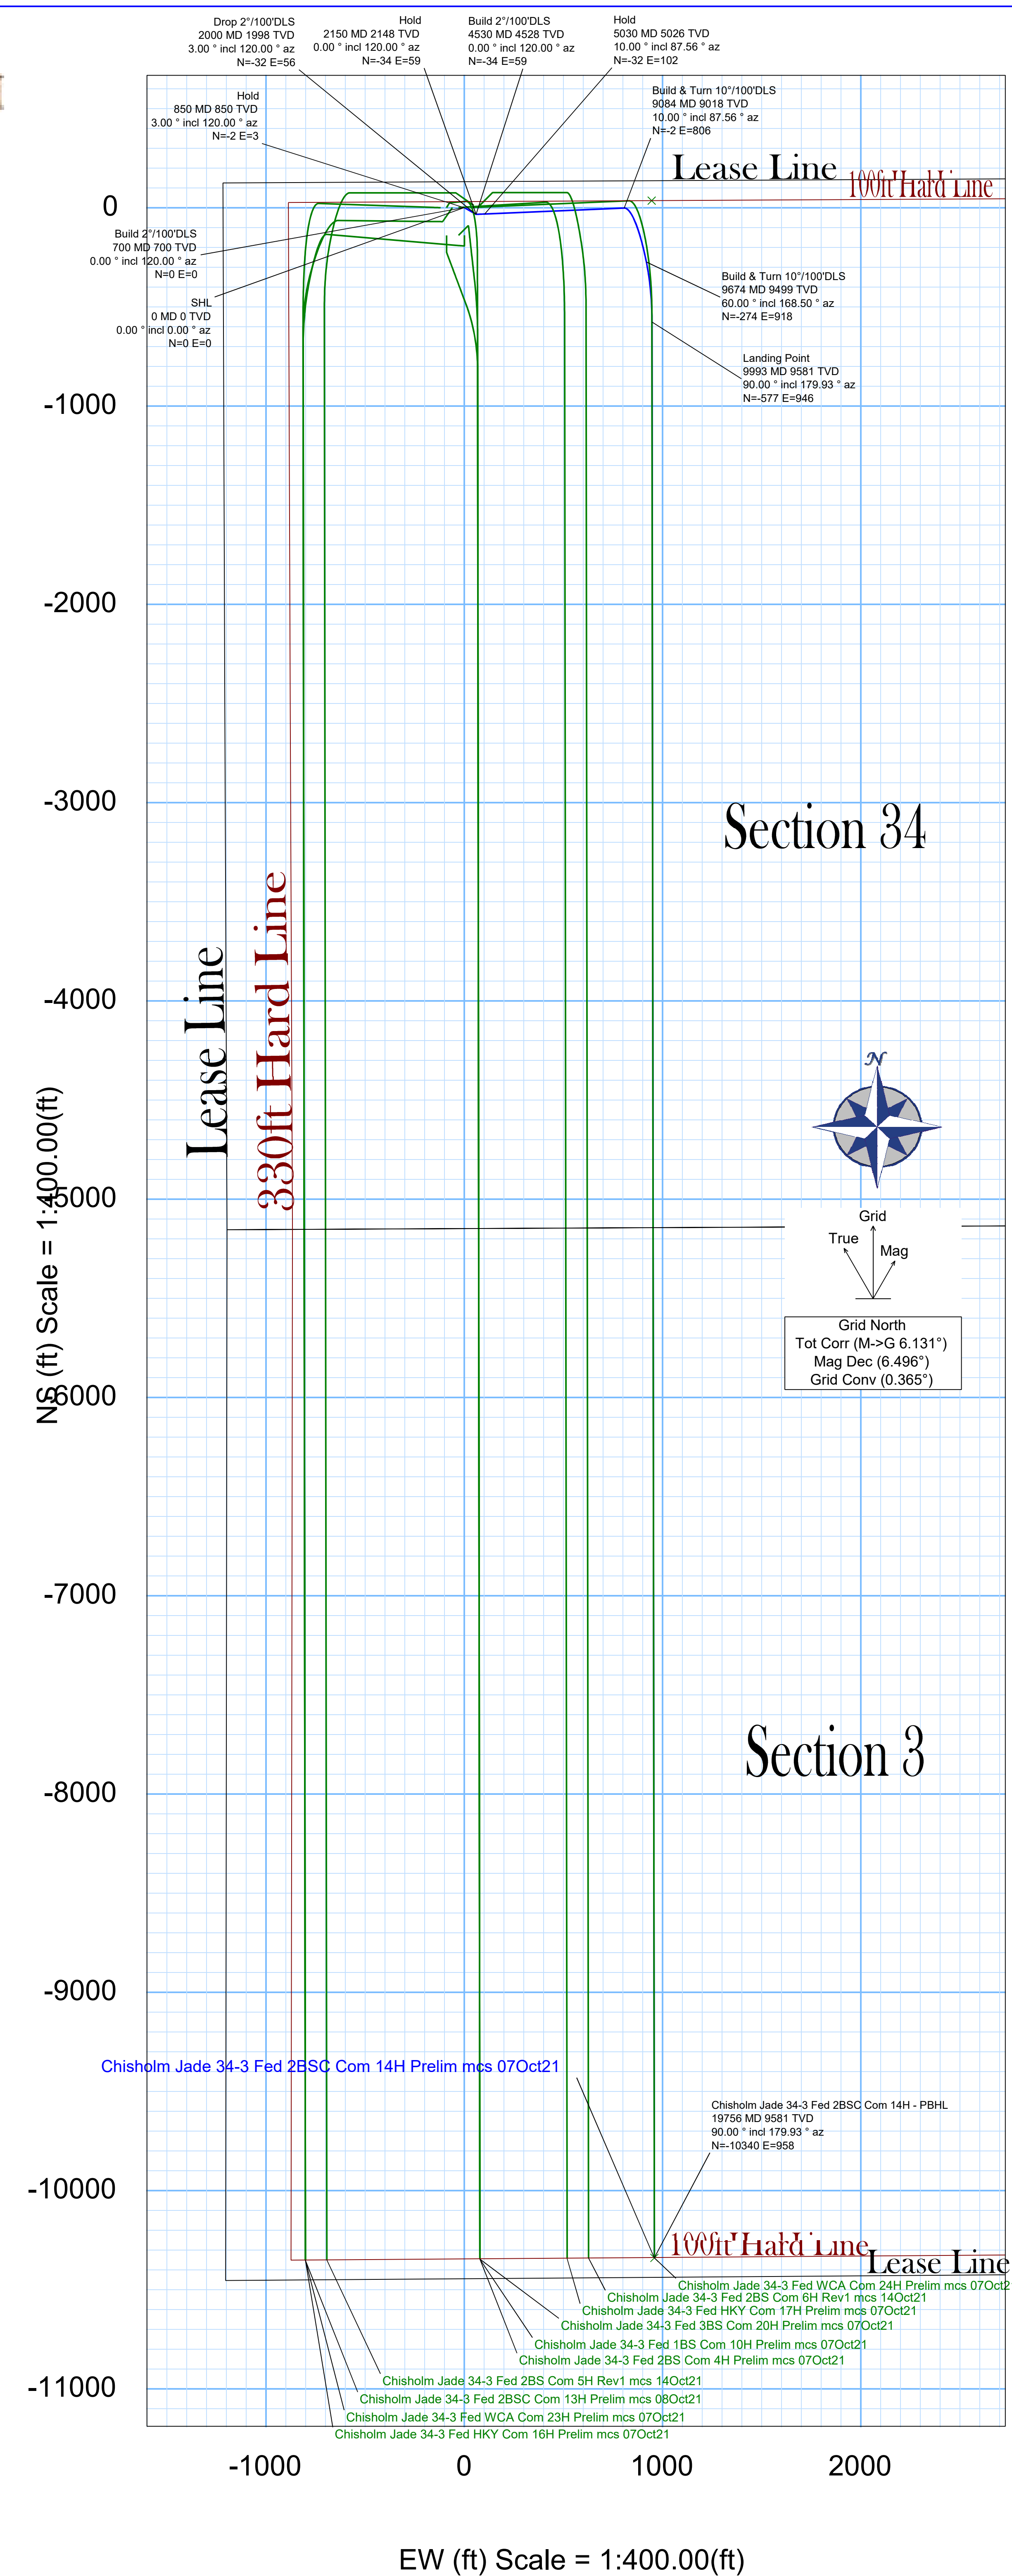 Drop 2°/100'DLS
2000 MD 1998 TVD
3.00 ° incl 120.00 ° az
N=-32 E=56
Hold
2150 MD 2148 TVD
0.00 ° incl 120.00 ° az
N=-34 E=59
Build 2°/100'DLS
4530 MD 4528 TVD
0.00 ° incl 120.00 ° az
N=-34 E=59
Hold
5030 MD 5026 TVD
10.00 ° incl 87.56 ° az
N=-32 E=102
Hold
850 MD 850 TVD
3.00 ° incl 120.00 ° az
N=-2 E=3
Build & Turn 10°/100'DLS
9084 MD 9018 TVD
10.00 ° incl 87.56 ° az
N=-2 E=806
Lease Line
100ft Hard Line
0
Build 2°/100'DLS
700 MD 700 TVD
0.00 ° incl 120.00 ° az
N=0 E=0
SHL
0 MD 0 TVD
0.00 ° incl 0.00 ° az
N=0 E=0
Build & Turn 10°/100'DLS
9674 MD 9499 TVD
60.00 ° incl 168.50 ° az
N=-274 E=918
Landing Point
9993 MD 9581 TVD
90.00 ° incl 179.93 ° az
N=-577 E=946
-1000
-2000
-3000
Section 34
-4000
Lease Line
330ft Hard Line
N
-5000
NS (ft) Scale = 1:400.00(ft)
Grid
True
Mag
Grid North
Tot Corr (M->G 6.131°)
Mag Dec (6.496°)
Grid Conv (0.365°)
-6000
-7000
Section 3
-8000
-9000
Chisholm Jade 34-3 Fed 2BSC Com 14H Prelim mcs 07Oct21
Chisholm Jade 34-3 Fed 2BSC Com 14H - PBHL
19756 MD 9581 TVD
90.00 ° incl 179.93 ° az
N=-10340 E=958
-10000
100ft Hard Line
Lease Line
Chisholm Jade 34-3 Fed WCA Com 24H Prelim mcs 07Oct2
Chisholm Jade 34-3 Fed 2BS Com 6H Rev1 mcs 14Oct21
Chisholm Jade 34-3 Fed HKY Com 17H Prelim mcs 07Oct21
Chisholm Jade 34-3 Fed 3BS Com 20H Prelim mcs 07Oct21
Chisholm Jade 34-3 Fed 1BS Com 10H Prelim mcs 07Oct21
Chisholm Jade 34-3 Fed 2BS Com 4H Prelim mcs 07Oct21
Chisholm Jade 34-3 Fed 2BS Com 5H Rev1 mcs 14Oct21
-11000
Chisholm Jade 34-3 Fed 2BSC Com 13H Prelim mcs 08Oct21
Chisholm Jade 34-3 Fed WCA Com 23H Prelim mcs 07Oct21
Chisholm Jade 34-3 Fed HKY Com 16H Prelim mcs 07Oct21
-1000
0
1000
2000
EW (ft) Scale = 1:400.00(ft)